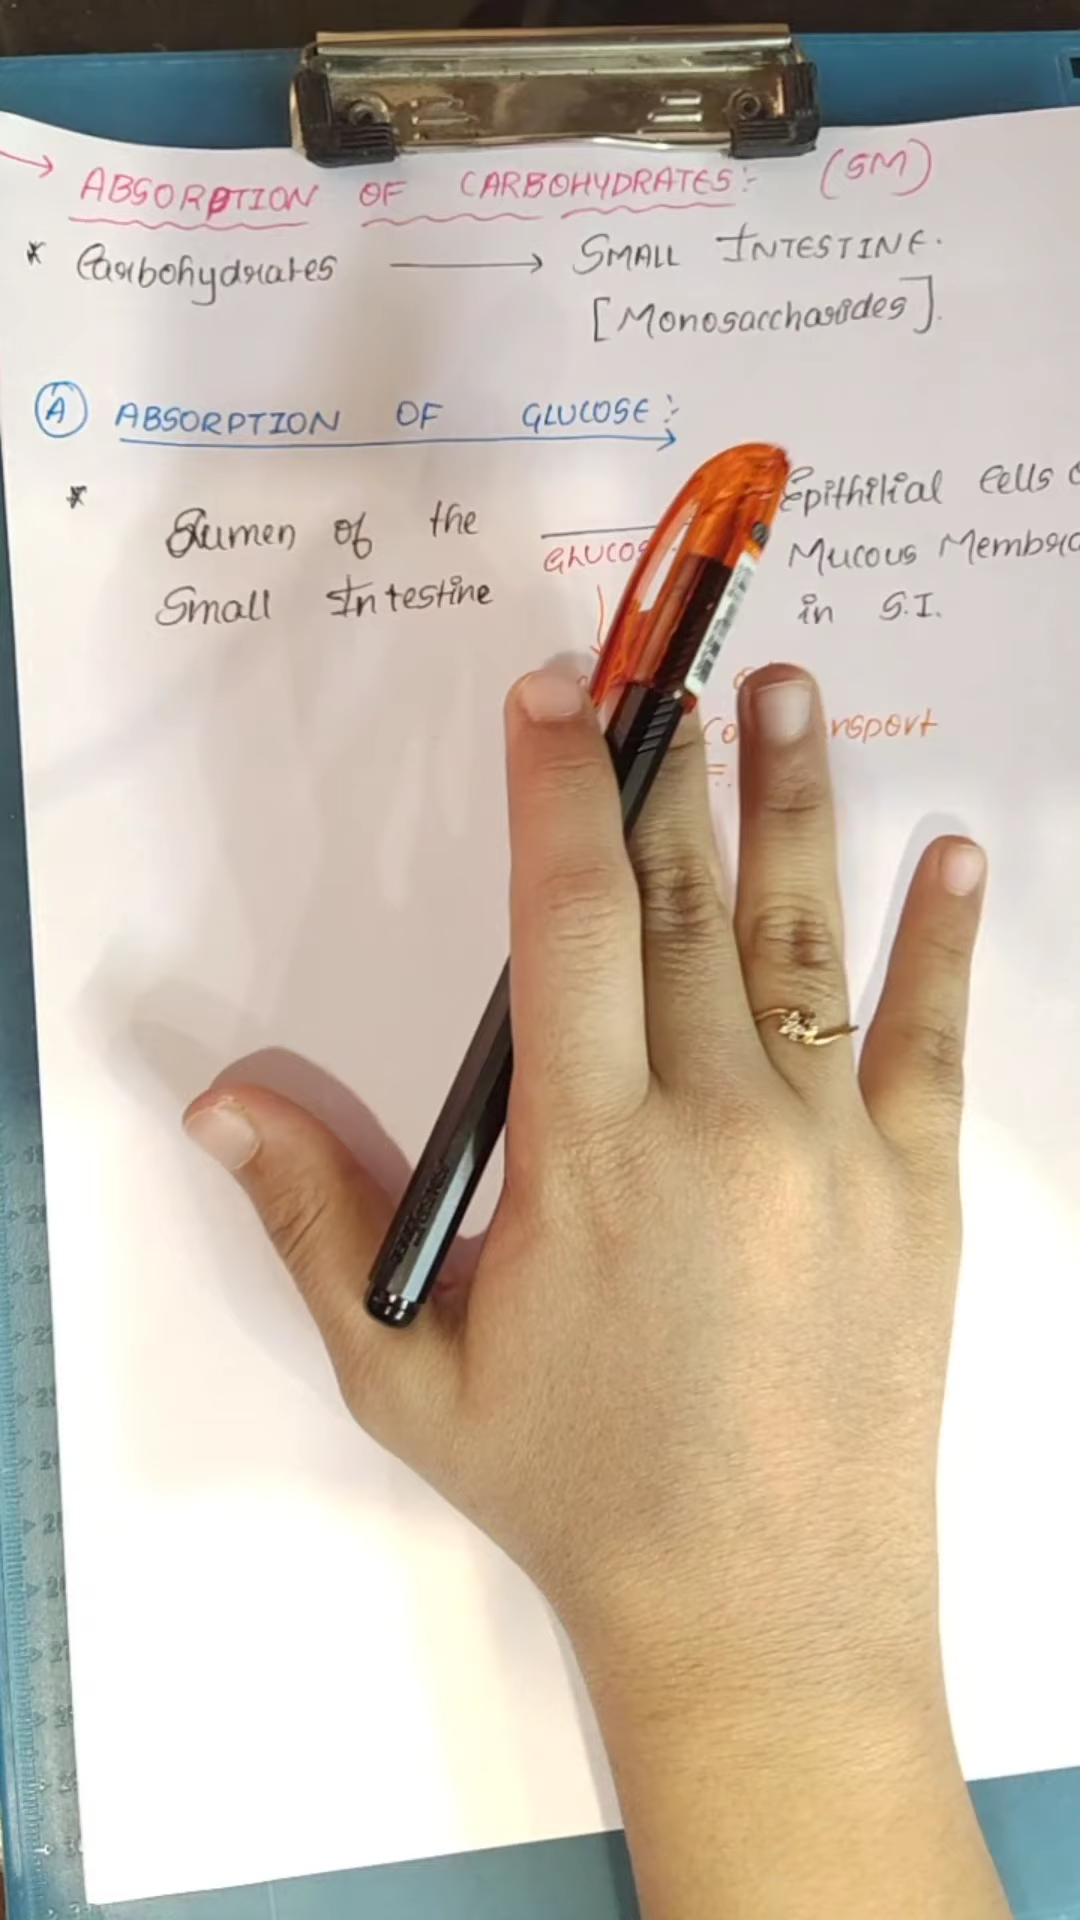 ABSORPTION OF CARBOHYDRATES:- (5M)
* Carbohydrates → SMALL INTESTINE.
[Monosaccharides].
A ABSORPTION OF GLUCOSE:-
* Lumen of the
Small Intestine
Epithilial Cells
Mucous
in S.I.